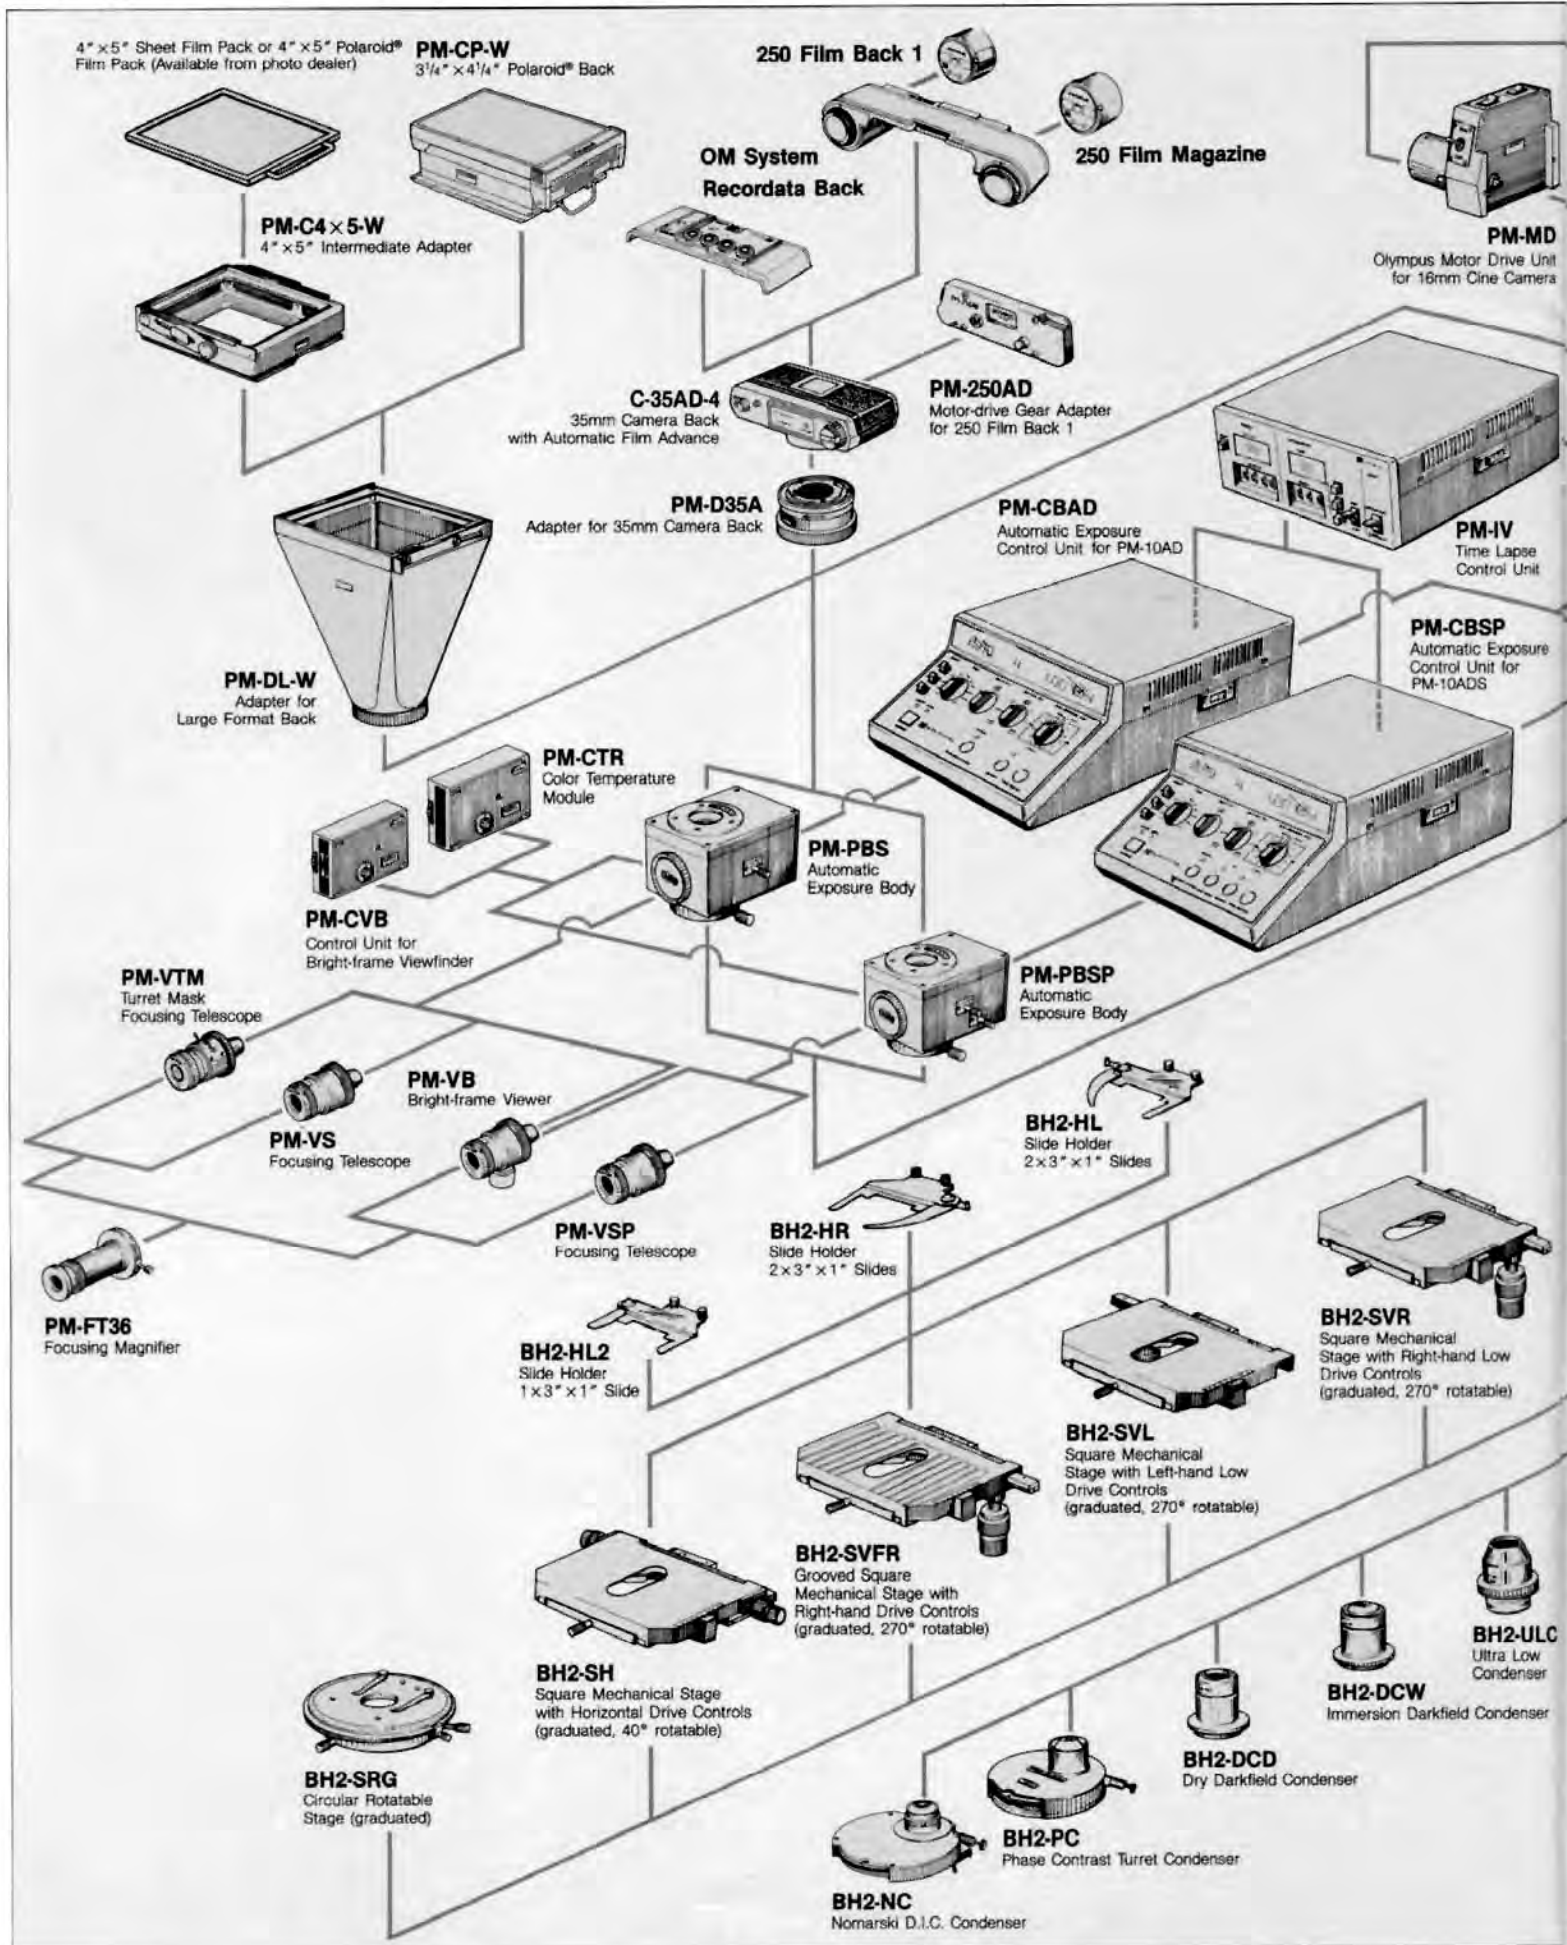 4″ × 5″ Sheet Film Pack or 4″ × 5″ Polaroid®
Film Pack (Available from photo dealer)
PM-CP-W
3¼″ × 4¼″ Polaroid® Back
250 Film Back 1
250 Film Magazine
OM System
Recordata Back
PM-MD
Olympus Motor Drive Unit
for 16mm Cine Camera
PM-C4×5-W
4″ × 5″ Intermediate Adapter
C-35AD-4
35mm Camera Back
with Automatic Film Advance
PM-250AD
Motor-drive Gear Adapter
for 250 Film Back 1
PM-D35A
Adapter for 35mm Camera Back
PM-CBAD
Automatic Exposure
Control Unit for PM-10AD
PM-IV
Time Lapse
Control Unit
PM-CBSP
Automatic Exposure
Control Unit for
PM-10ADS
PM-DL-W
Adapter for
Large Format Back
PM-CTR
Color Temperature
Module
PM-PBS
Automatic
Exposure Body
PM-CVB
Control Unit for
Bright-frame Viewfinder
PM-PBSP
Automatic
Exposure Body
PM-VTM
Turret Mask
Focusing Telescope
PM-VB
Bright-frame Viewer
PM-VS
Focusing Telescope
BH2-HL
Slide Holder
2×3″×1″ Slides
PM-VSP
Focusing Telescope
BH2-HR
Slide Holder
2×3″×1″ Slides
PM-FT36
Focusing Magnifier
BH2-HL2
Slide Holder
1×3″×1″ Slide
BH2-SVR
Square Mechanical
Stage with Right-hand Low
Drive Controls
(graduated, 270° rotatable)
BH2-SVL
Square Mechanical
Stage with Left-hand Low
Drive Controls
(graduated, 270° rotatable)
BH2-SVFR
Grooved Square
Mechanical Stage with
Right-hand Drive Controls
(graduated, 270° rotatable)
BH2-SH
Square Mechanical Stage
with Horizontal Drive Controls
(graduated, 40° rotatable)
BH2-ULC
Ultra Low
Condenser
BH2-DCW
Immersion Darkfield Condenser
BH2-DCD
Dry Darkfield Condenser
BH2-SRG
Circular Rotatable
Stage (graduated)
BH2-PC
Phase Contrast Turret Condenser
BH2-NC
Nomarski D.I.C. Condenser